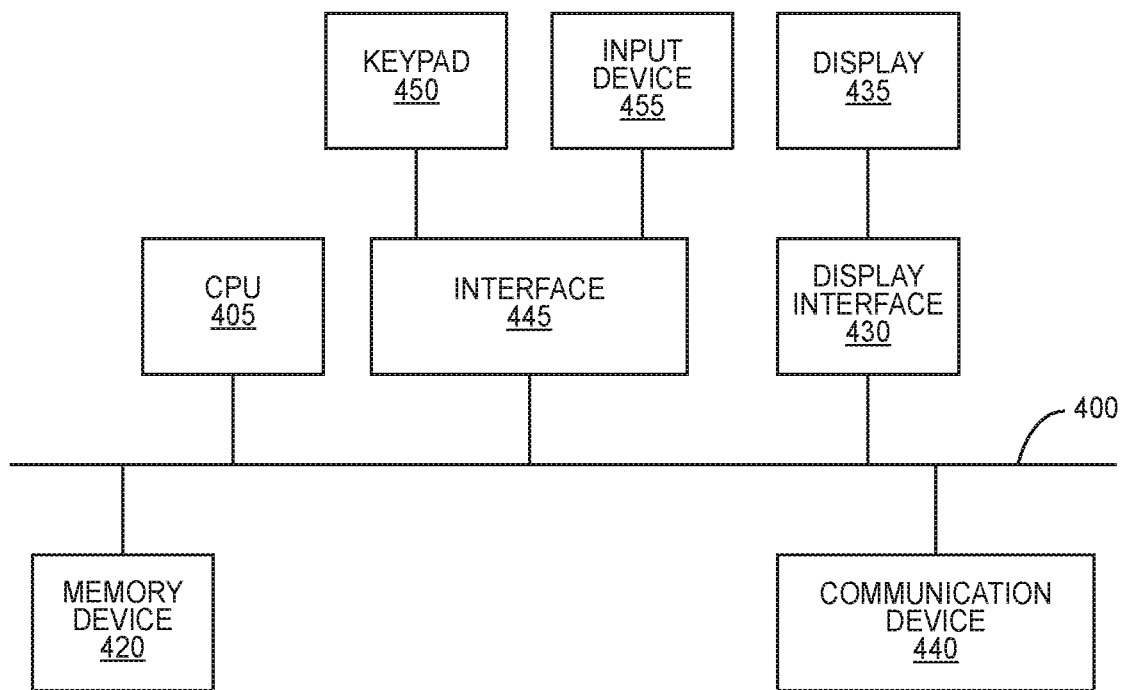 KEYPAD
450
INPUT
DEVICE
455
DISPLAY
435
CPU
405
INTERFACE
445
DISPLAY
INTERFACE
430
400
MEMORY
DEVICE
420
COMMUNICATION
DEVICE
440